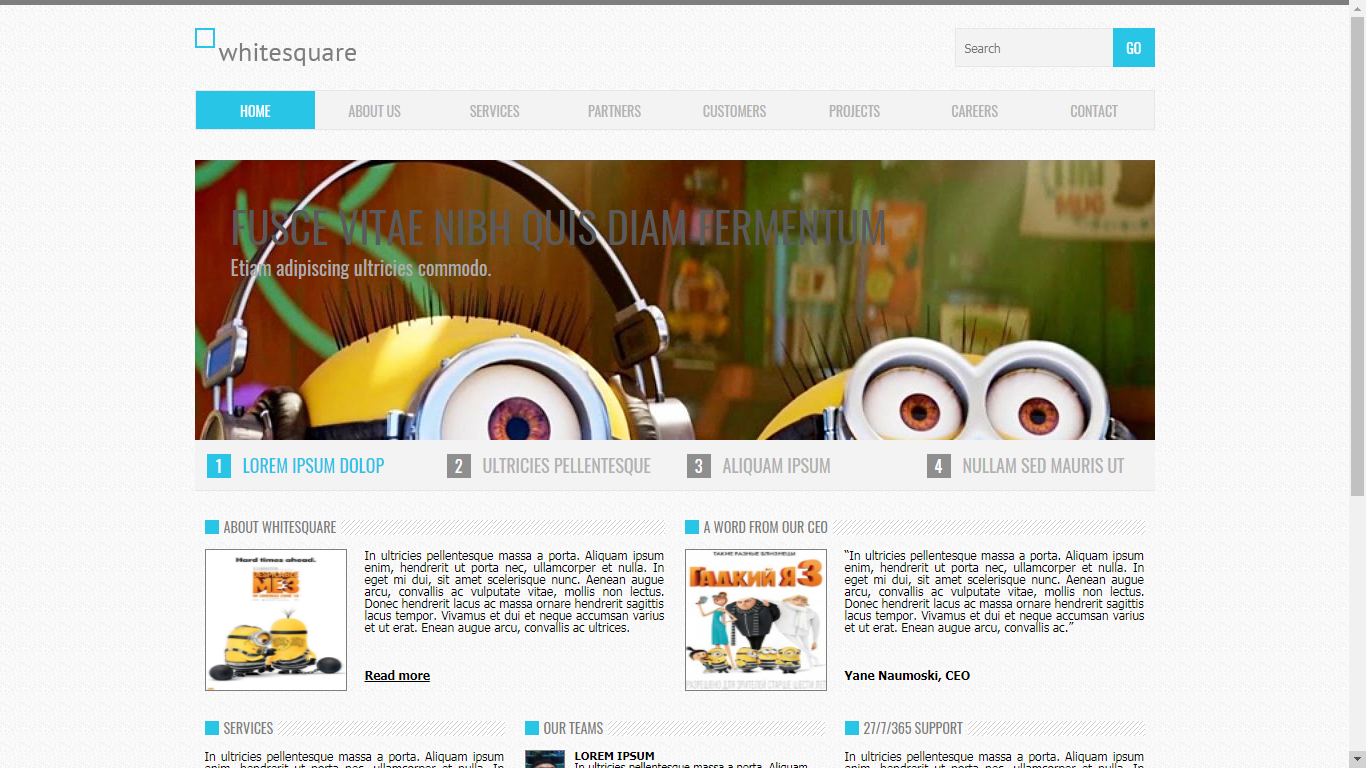 whitesquare
Search GO
HOME ABOUT US SERVICES PARTNERS CUSTOMERS PROJECTS CAREERS CONTACT
TIKI
MUG
FUSCE VITAE NIBH QUIS DIAM FERMENTUM
Etiam adipiscing ultricies commodo.
1 LOREM IPSUM DOLOP 2 ULTRICIES PELLENTESQUE 3 ALIQUAM IPSUM 4 NULLAM SED MAURIS UT
ABOUT WHITESQUARE
Hard times ahead.
DESPICABLE
ME3
In ultricies pellentesque massa a porta. Aliquam ipsum
enim, hendrerit ut porta nec, ullamcorper et nulla. In
eget mi dui, sit amet scelerisque nunc. Aenean augue
arcu, convallis ac vulputate vitae, mollis non lectus.
Donec hendrerit lacus ac massa ornare hendrerit sagittis
lacus tempor. Vivamus et dui et neque accumsan varius
et ut erat. Enean augue arcu, convallis ac ultrices.
Read more
A WORD FROM OUR CEO
ТАКИЕ РАЗНЫЕ БЛИЗНЕЦЫ
ГАДКИЙ Я3
РАЗРЕШЕНО ДЛЯ ЗРИТЕЛЕЙ СТАРШЕ ШЕСТИ ЛЕТ
“In ultricies pellentesque massa a porta. Aliquam ipsum
enim, hendrerit ut porta nec, ullamcorper et nulla. In
eget mi dui, sit amet scelerisque nunc. Aenean augue
arcu, convallis ac vulputate vitae, mollis non lectus.
Donec hendrerit lacus ac massa ornare hendrerit sagittis
lacus tempor. Vivamus et dui et neque accumsan varius
et ut erat. Enean augue arcu, convallis ac.”
Yane Naumoski, CEO
SERVICES
In ultricies pellentesque massa a porta. Aliquam ipsum
enim, hendrerit ut porta nec, ullamcorper et nulla. In
OUR TEAMS
LOREM IPSUM
In ultricies pellentesque massa a porta. Aliquam
27/7/365 SUPPORT
In ultricies pellentesque massa a porta. Aliquam ipsum
enim, hendrerit ut porta nec, ullamcorper et nulla. In